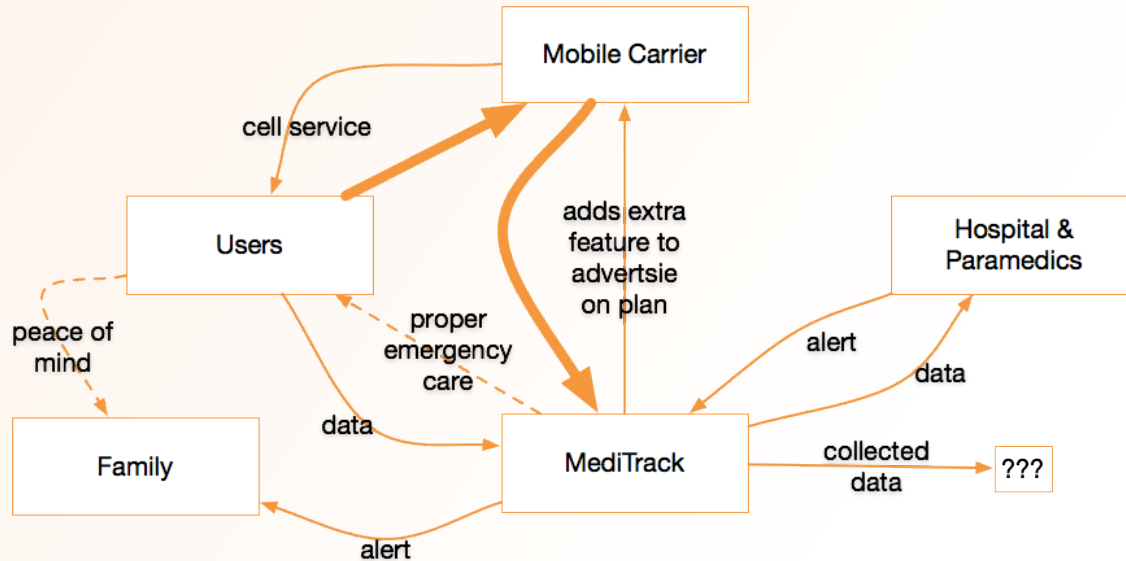 Mobile Carrier
cell service
Users
adds extra
feature to
advertsie
on plan
Hospital &
Paramedics
peace of
mind
proper
emergency
care
alert
data
data
Family
MediTrack
collected
data
???
alert